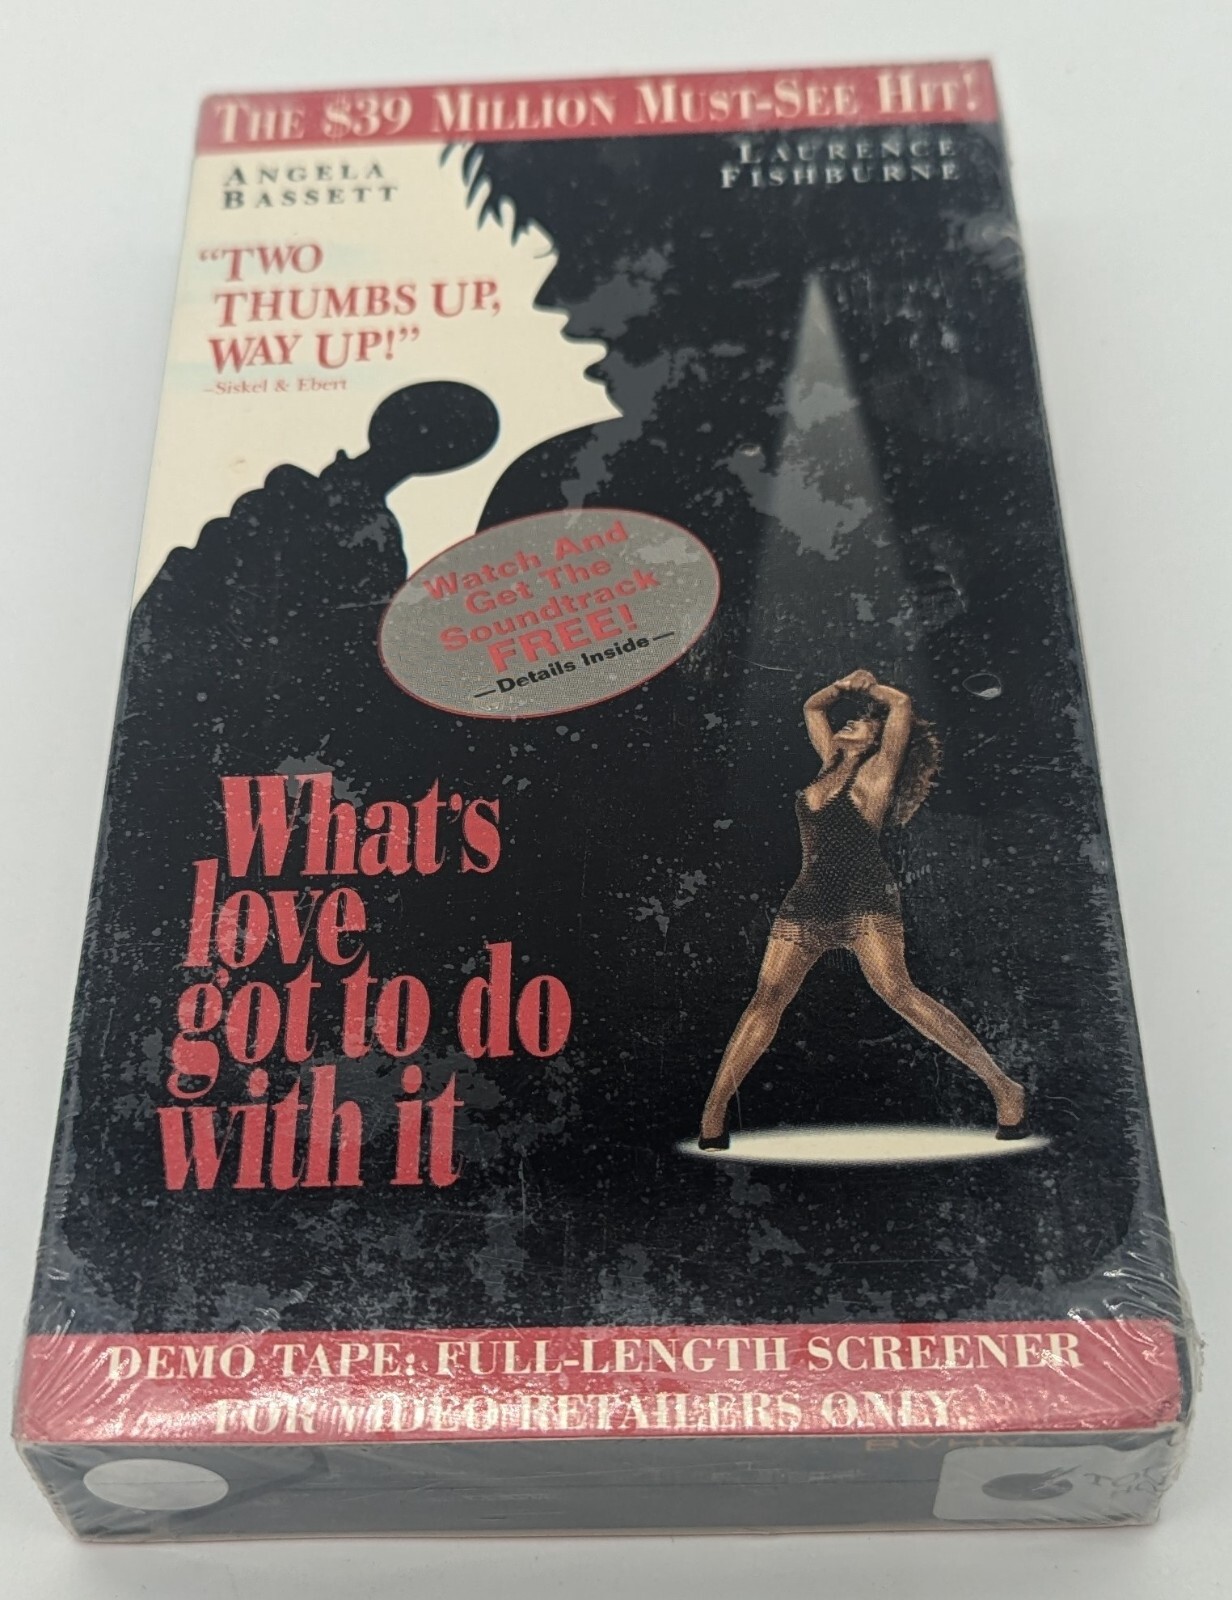 THE $39 MILLION MUST-SEE HIT!
ANGELA
BASSETT
LAURENCE
FISHBURNE
“TWO
THUMBS UP,
WAY UP!”
–Siskel & Ebert
Watch And
Get The
Soundtrack
FREE!
—Details Inside—
What's
love
got to do
with it
DEMO TAPE: FULL-LENGTH SCREENER
FOR VIDEO RETAILERS ONLY.